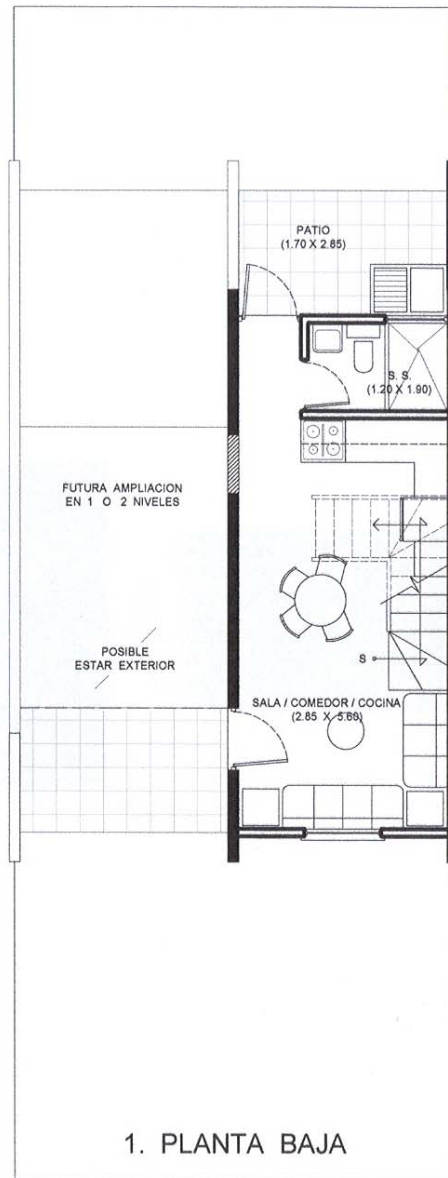 PATIO
(1.70 X 2.85)
S. S.
(1.20 X 1.90)
FUTURA AMPLIACION
EN 1 O 2 NIVELES
POSIBLE
ESTAR EXTERIOR
S
SALA / COMEDOR / COCINA
(2.85 X 5.60)
1. PLANTA BAJA